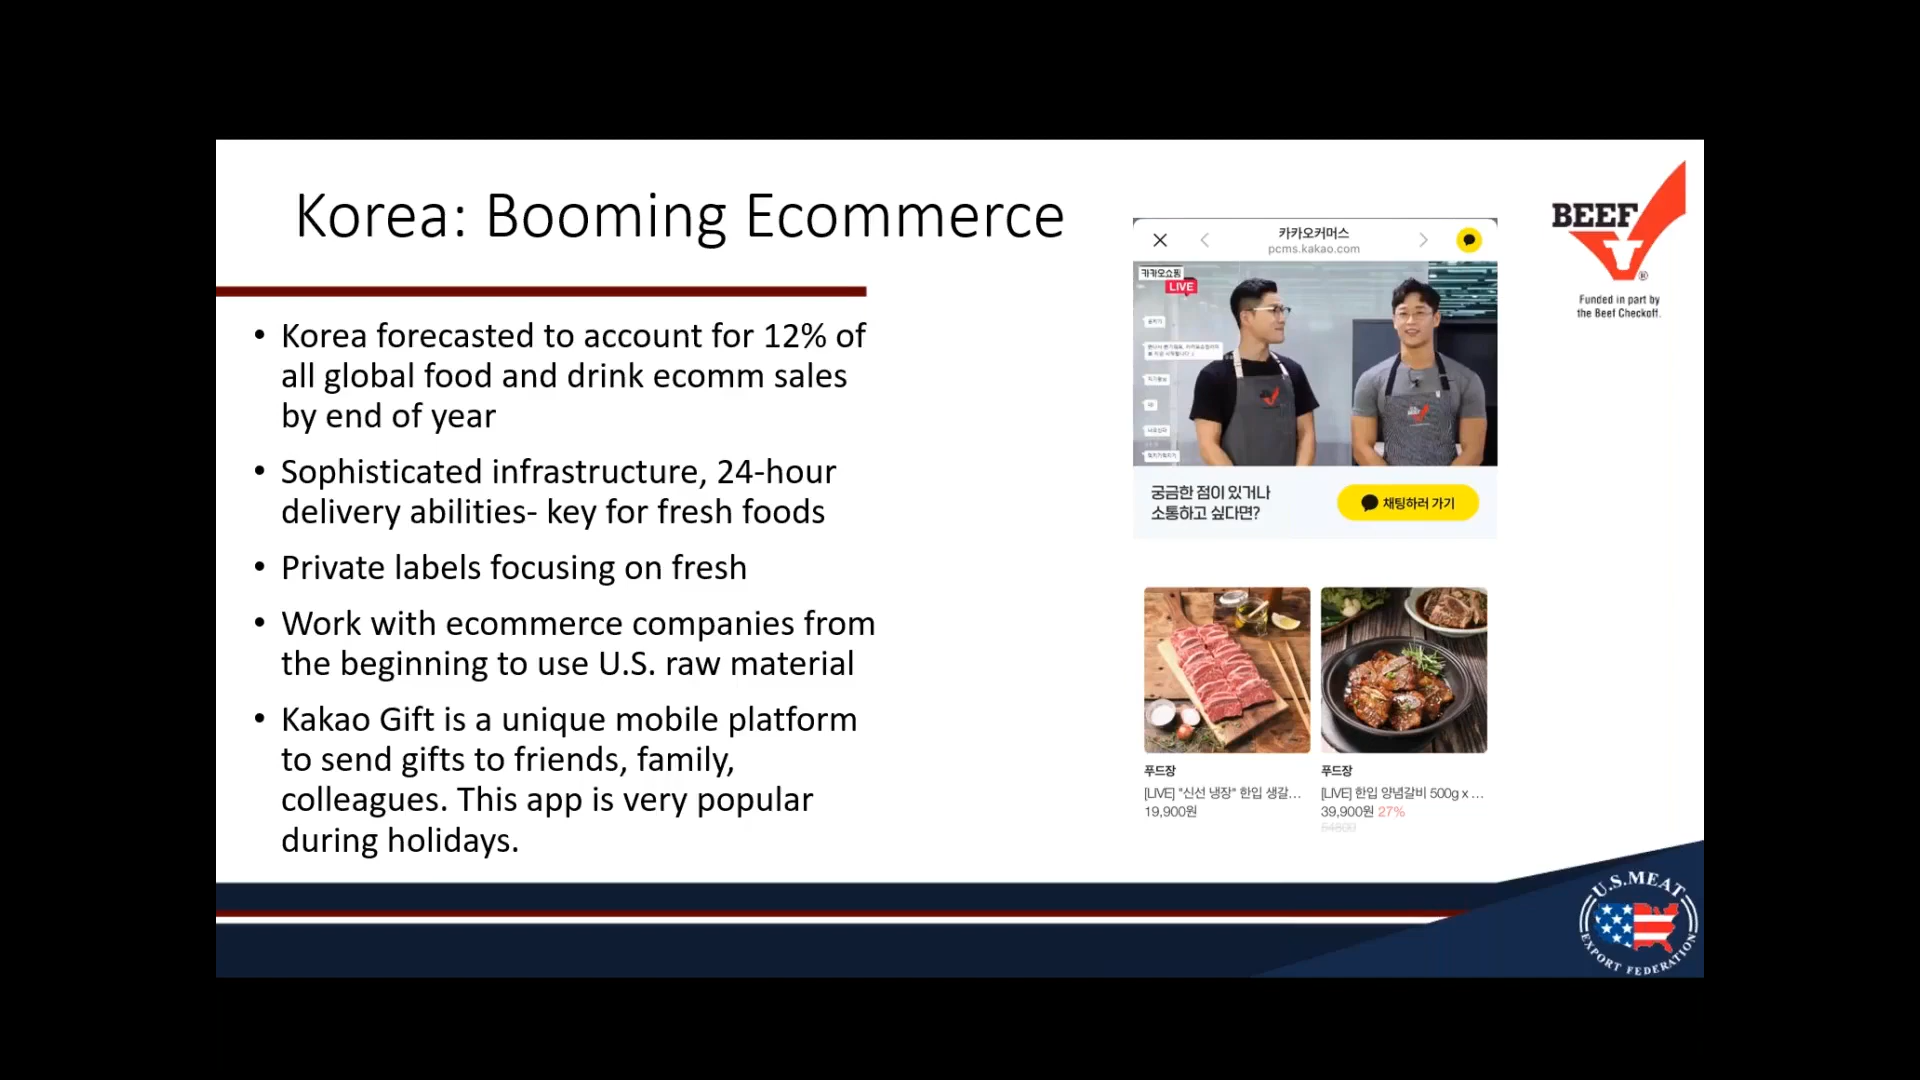 Korea: Booming Ecommerce
• Korea forecasted to account for 12% of
all global food and drink ecomm sales
by end of year
• Sophisticated infrastructure, 24-hour
delivery abilities- key for fresh foods
• Private labels focusing on fresh
• Work with ecommerce companies from
the beginning to use U.S. raw material
• Kakao Gift is a unique mobile platform
to send gifts to friends, family,
colleagues. This app is very popular
during holidays.
카카오커머스
pcms.kakao.com
카카오쇼핑
LIVE
궁금한 점이 있거나
소통하고 싶다면?
채팅하러 가기
푸드장
[LIVE] "신선 냉장" 한입 생갈...
19,900원
푸드장
[LIVE] 한입 양념갈비 500g x ...
39,900원 27%
54800
BEEF
®
Funded in part by
the Beef Checkoff.
U.S. MEAT
EXPORT FEDERATION